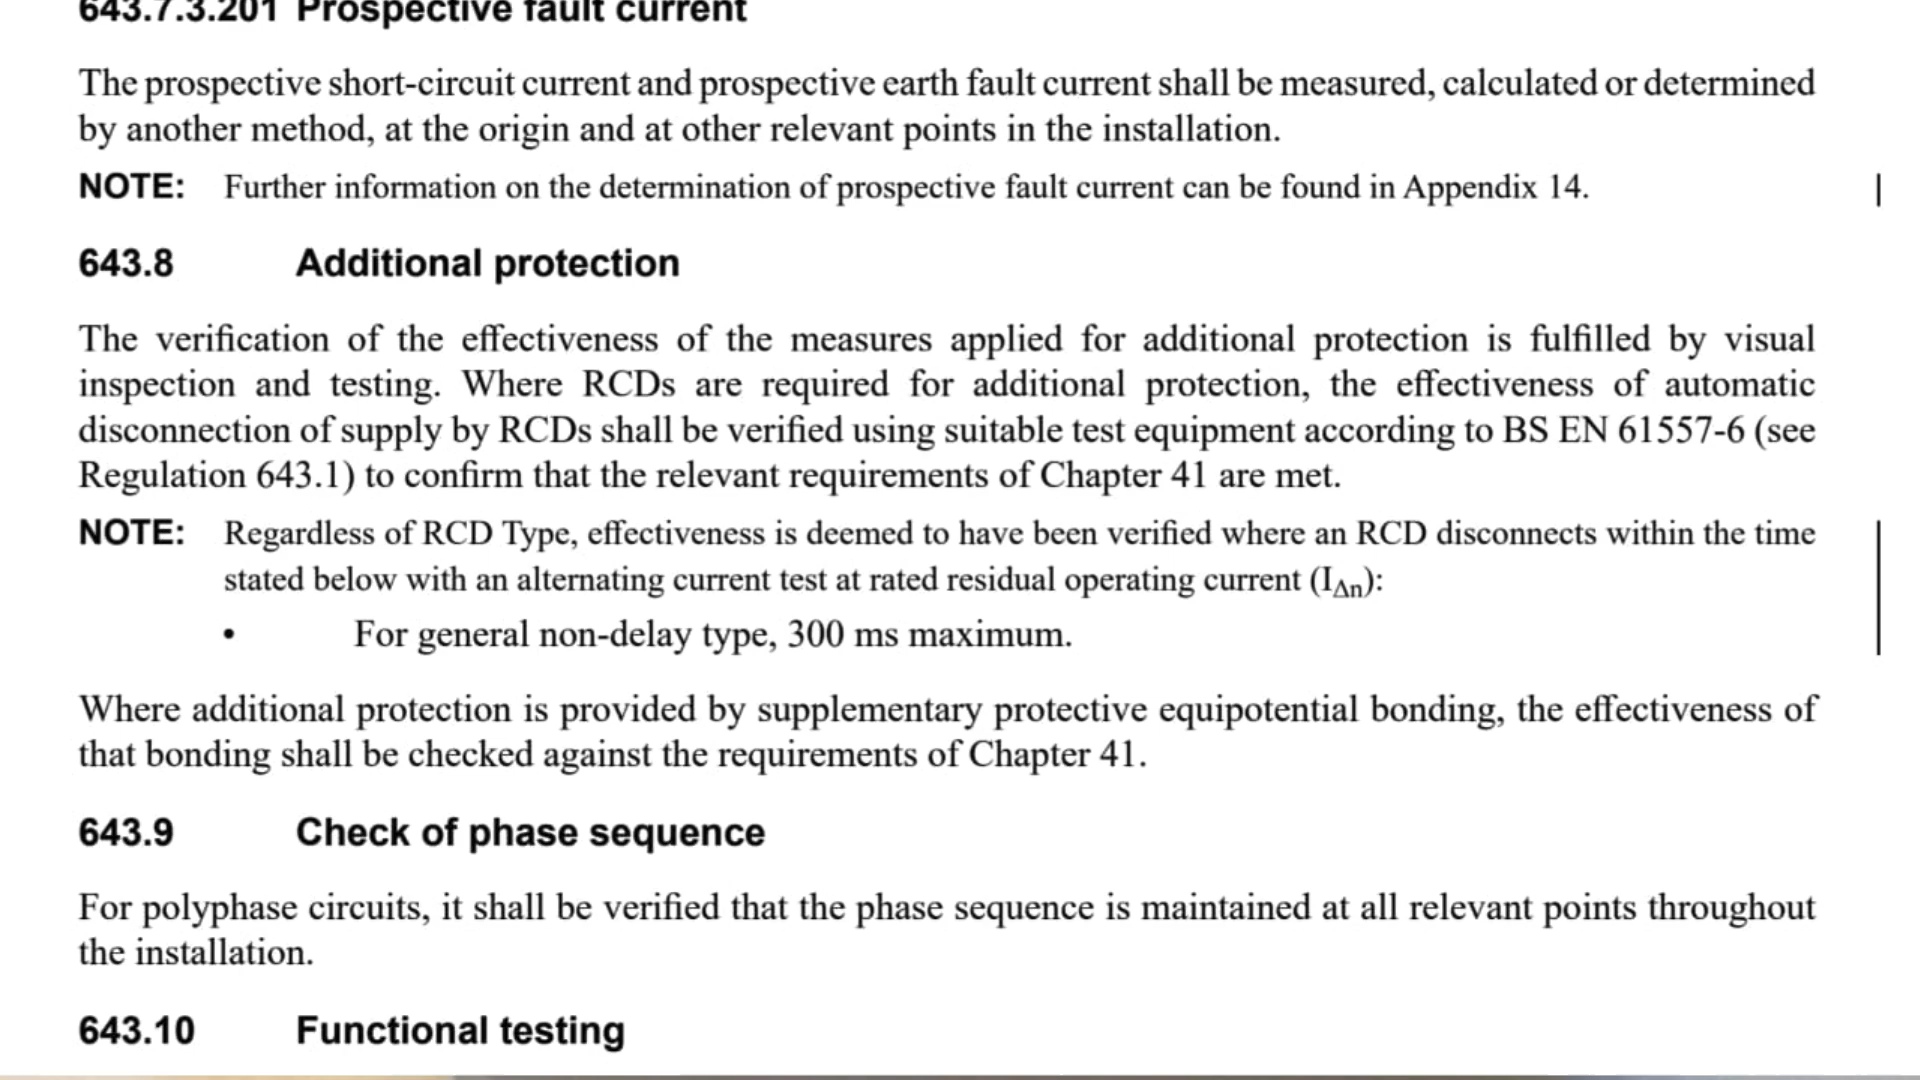 643.7.3.201 Prospective fault current
The prospective short-circuit current and prospective earth fault current shall be measured, calculated or determined
by another method, at the origin and at other relevant points in the installation.
NOTE: Further information on the determination of prospective fault current can be found in Appendix 14.
643.8 Additional protection
The verification of the effectiveness of the measures applied for additional protection is fulfilled by visual
inspection and testing. Where RCDs are required for additional protection, the effectiveness of automatic
disconnection of supply by RCDs shall be verified using suitable test equipment according to BS EN 61557-6 (see
Regulation 643.1) to confirm that the relevant requirements of Chapter 41 are met.
NOTE: Regardless of RCD Type, effectiveness is deemed to have been verified where an RCD disconnects within the time
stated below with an alternating current test at rated residual operating current (IΔn):
• For general non-delay type, 300 ms maximum.
Where additional protection is provided by supplementary protective equipotential bonding, the effectiveness of
that bonding shall be checked against the requirements of Chapter 41.
643.9 Check of phase sequence
For polyphase circuits, it shall be verified that the phase sequence is maintained at all relevant points throughout
the installation.
643.10 Functional testing